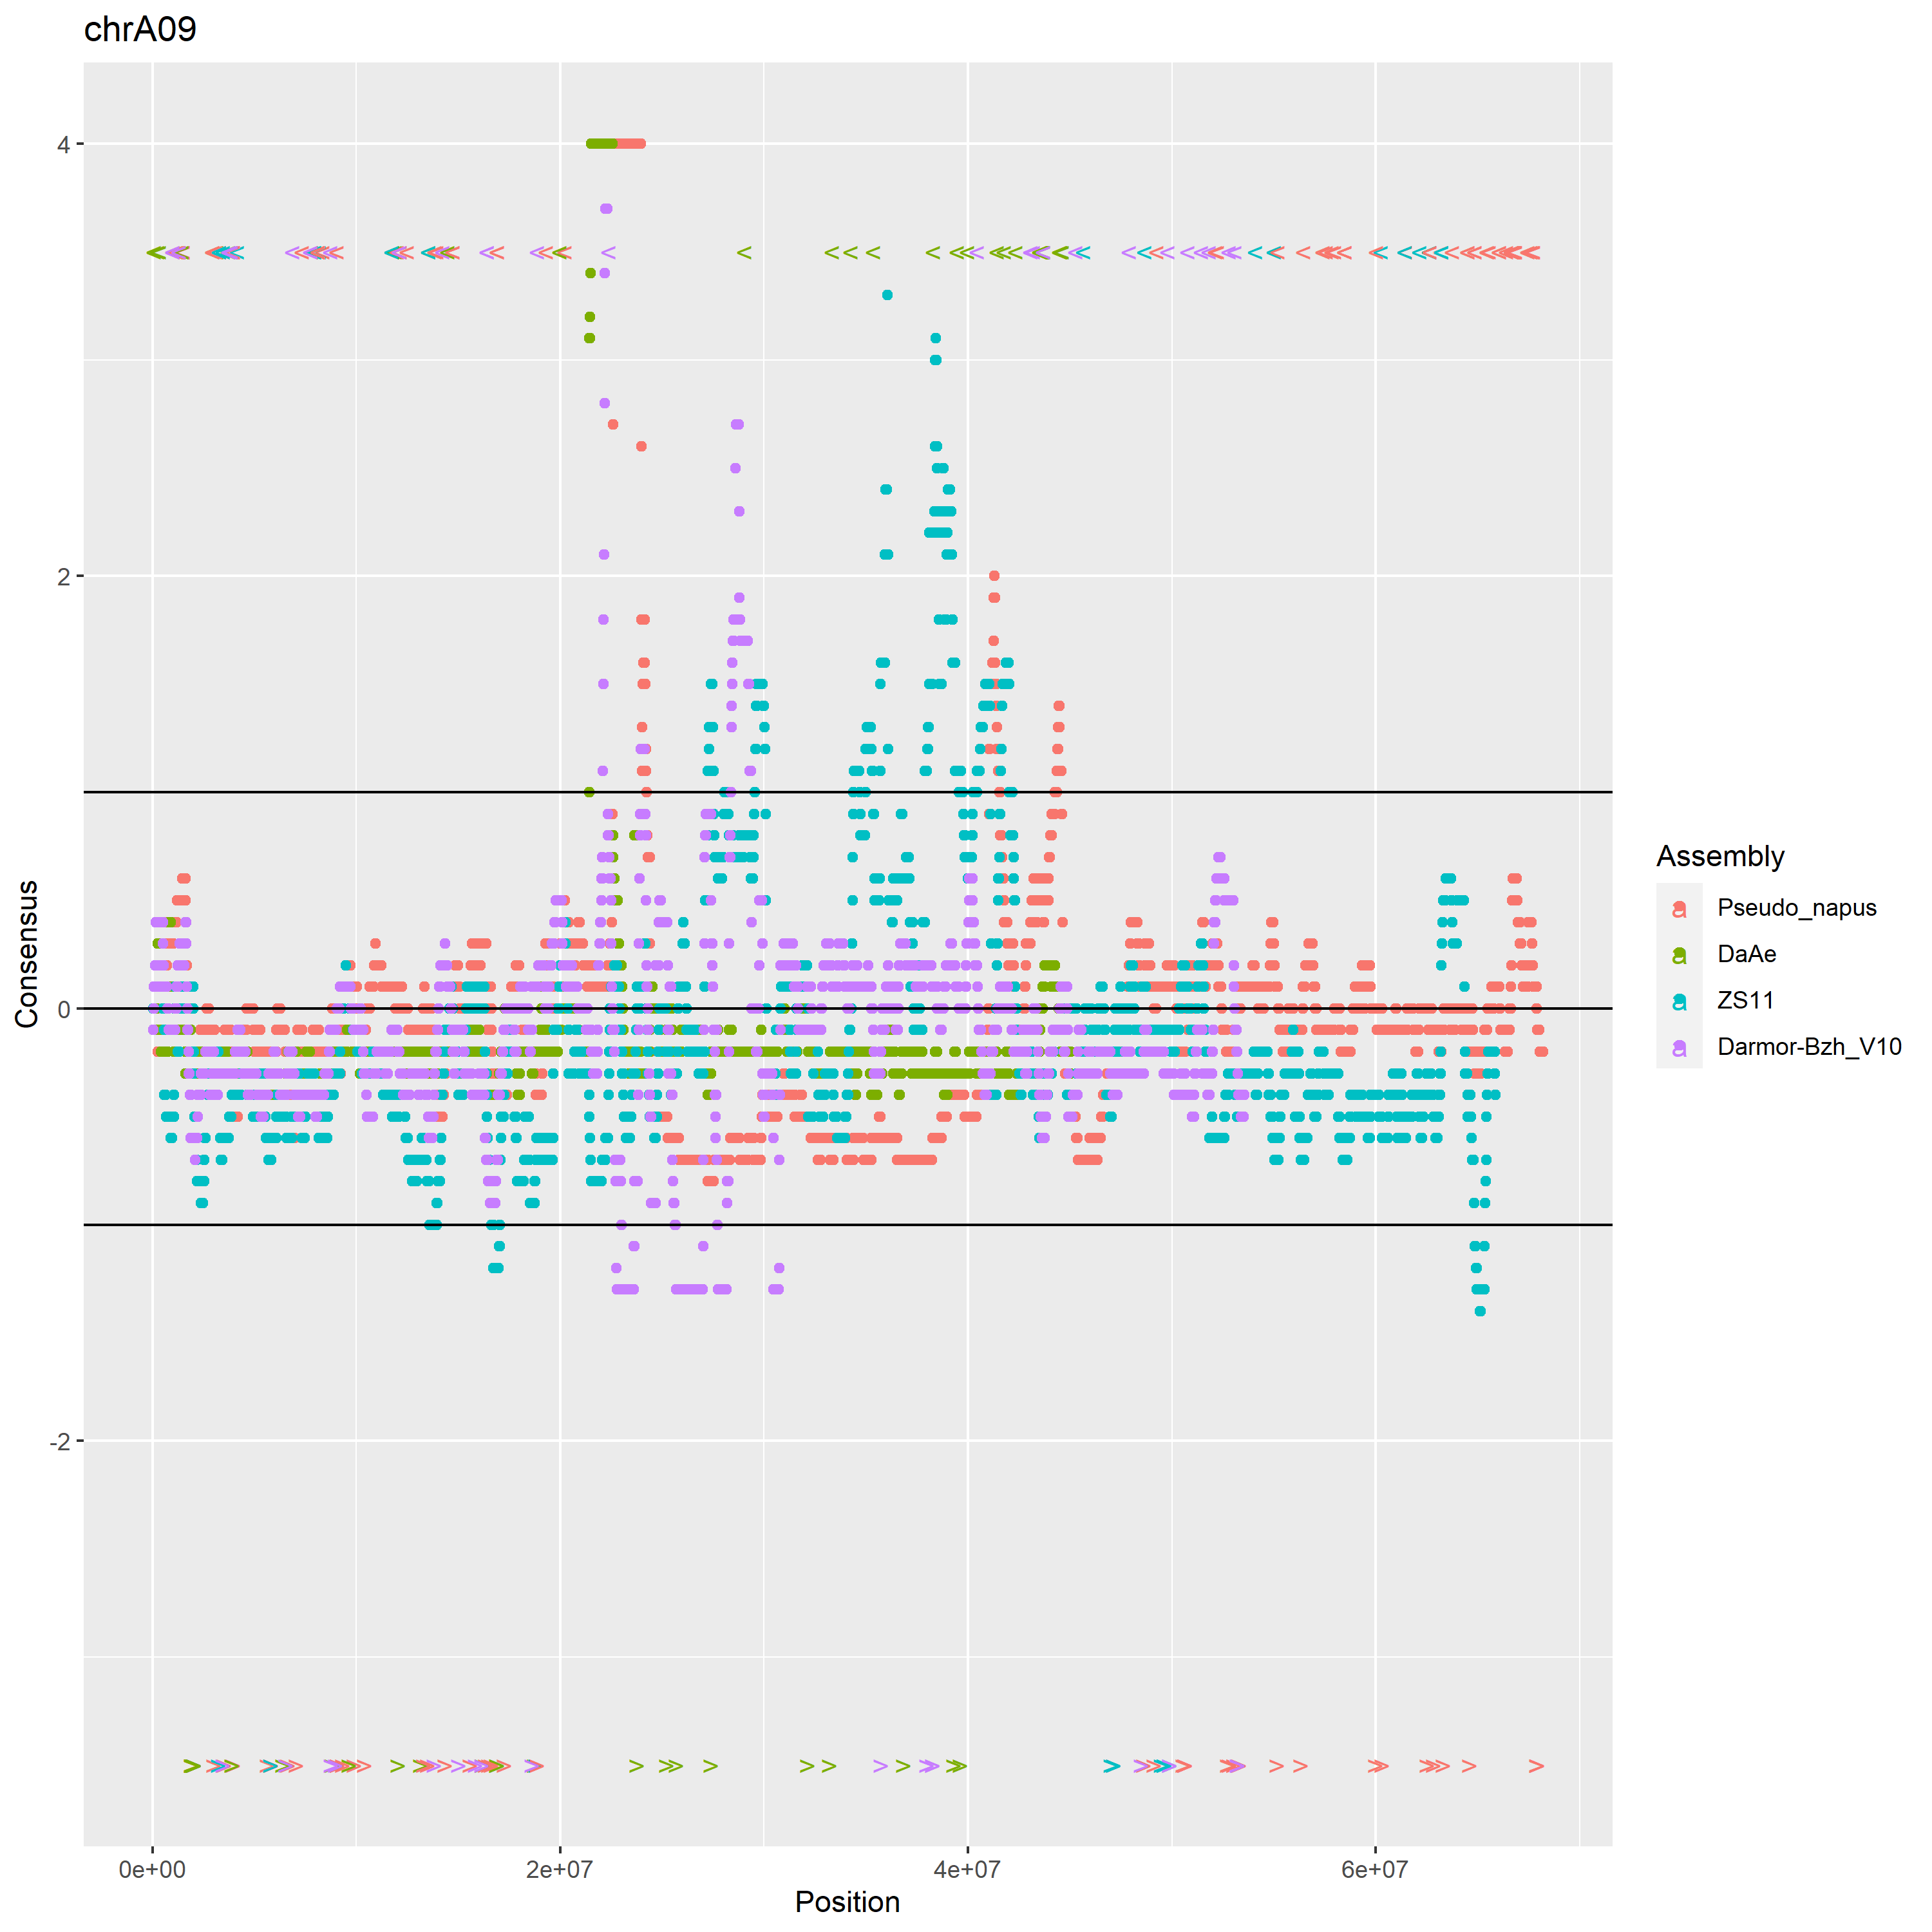 chrA09
Consensus
4
2
0
-2
0e+00
2e+07
4e+07
6e+07
Position
Assembly
a Pseudo_napus
a DaAe
a ZS11
a Darmor-Bzh_V10